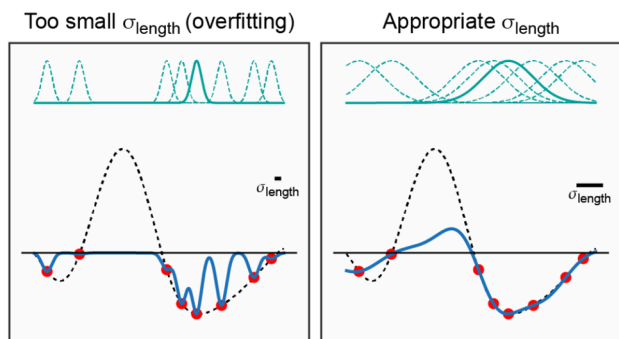 Too small σlength (overfitting)
Appropriate σlength
σlength
σlength